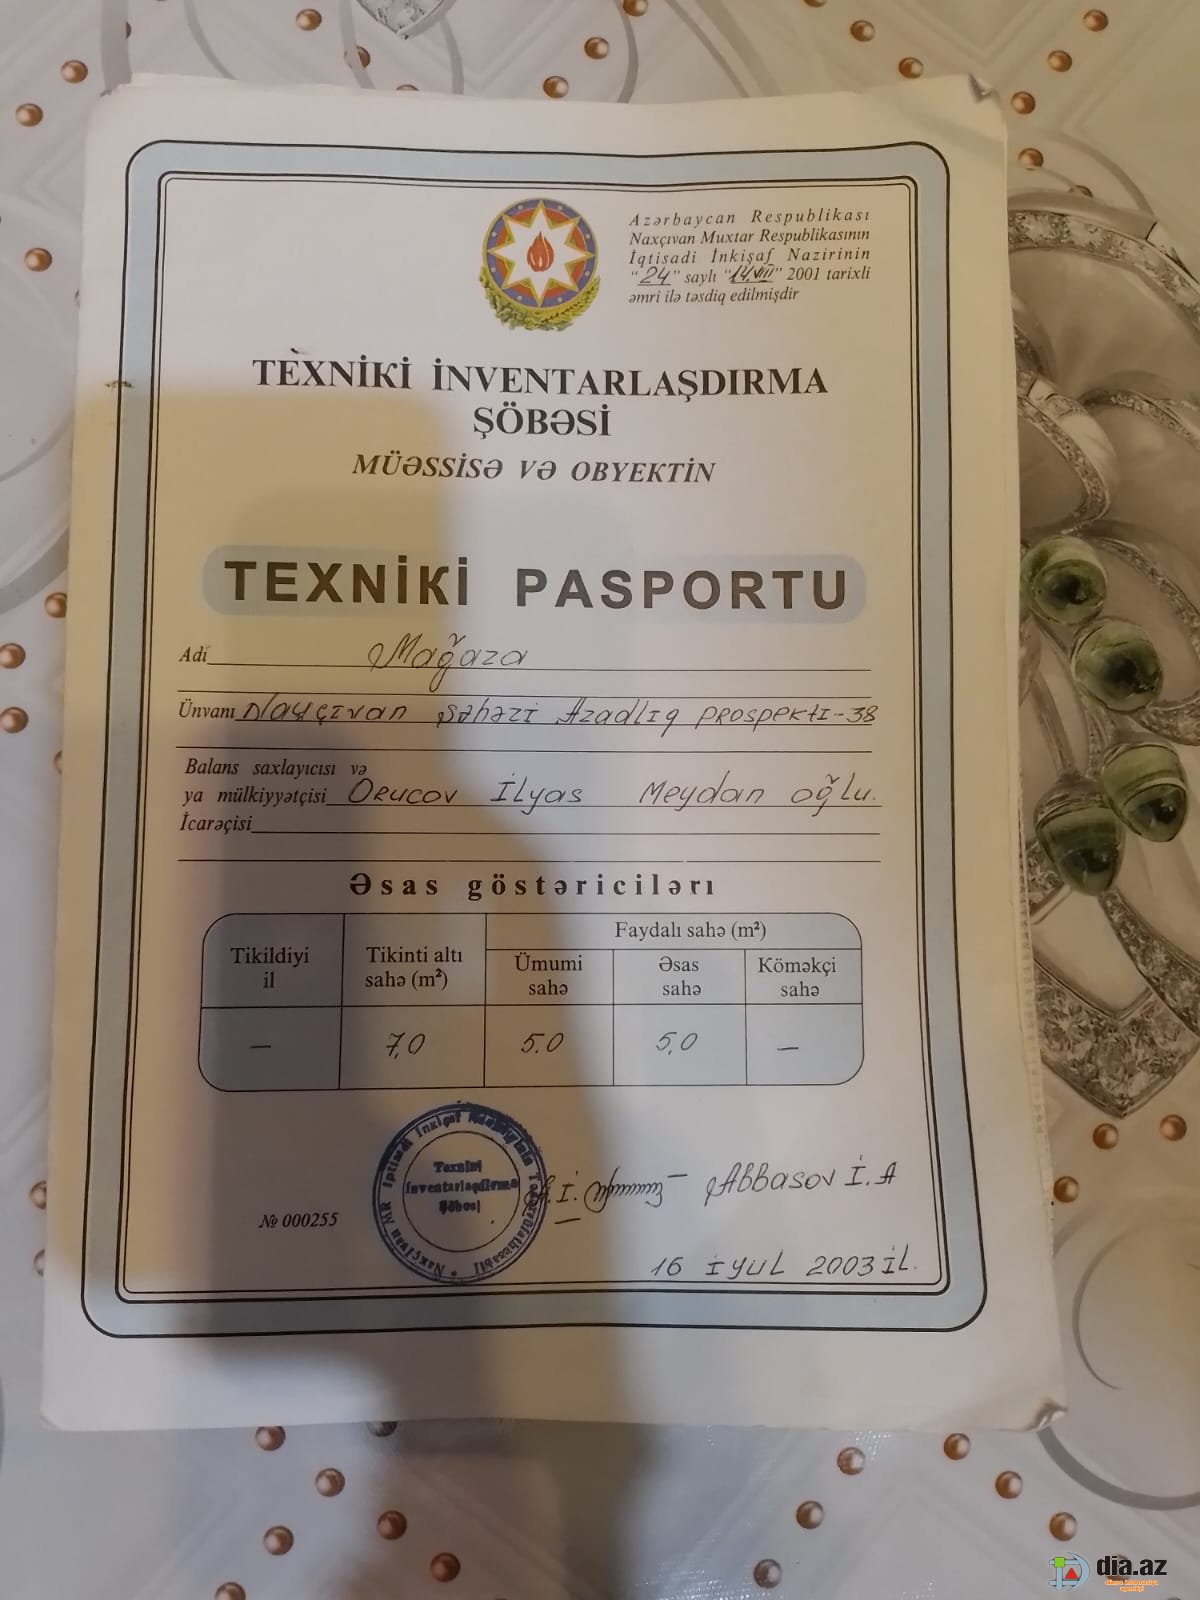 Azərbaycan Respublikası
Naxçıvan Muxtar Respublikasının
İqtisadi İnkişaf Nazirinin
"24" saylı "14.VIII" 2001 tarixli
əmri ilə təsdiq edilmişdir
TEXNİKİ İNVENTARLAŞDIRMA
ŞÖBƏSİ
MÜƏSSİSƏ VƏ OBYEKTİN
TEXNİKİ PASPORTU
Adı Mağaza
Ünvanı Naxçıvan şəhəri Azadlıq prospekti-38
Balans saxlayıcısı və
ya mülkiyyətçisi Orucov İlyas Meydan oğlu.
İcarəçisi
Əsas göstəriciləri
Tikildiyi il
Tikinti altı sahə (m²)
Faydalı sahə (m²)
Ümumi sahə
Əsas sahə
Köməkçi sahə
— 7,0 5.0 5,0 —
Texniki
İnventarlaşdırma
Şöbəsi
№ 000255
Abbasov İ.A
16 İYUL 2003 İL.
dia.az